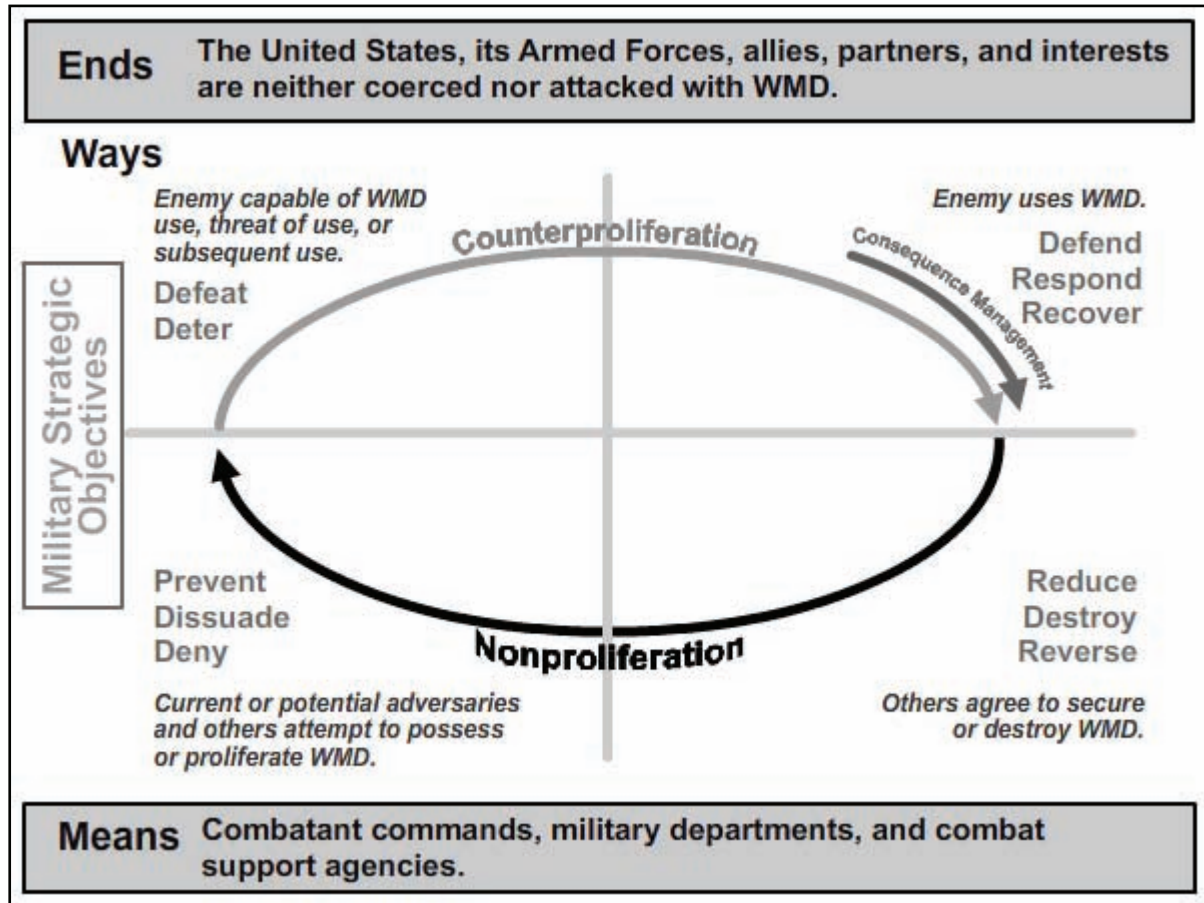 Ends
The United States, its Armed Forces, allies, partners, and interests
are neither coerced nor attacked with WMD.
Ways
Enemy capable of WMD
use, threat of use, or
subsequent use.
Defeat
Deter
Counterproliferation
Consequence Management
Enemy uses WMD.
Defend
Respond
Recover
Military Strategic
Objectives
Prevent
Dissuade
Deny
Nonproliferation
Reduce
Destroy
Reverse
Current or potential adversaries
and others attempt to possess
or proliferate WMD.
Others agree to secure
or destroy WMD.
Means
Combatant commands, military departments, and combat
support agencies.